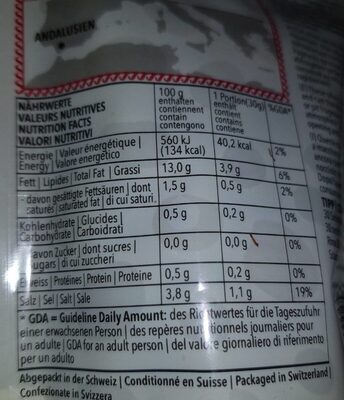 ANDALUSIEN
NÄHRWERTE
VALEURS NUTRITIVES
NUTRITION FACTS
VALORI NUTRITIVI
100 g
enthalten
contiennent
contain
contengono
1 Portion(30g)
enthält
contient
contains
contiene
%GDA*
Energie | Valeur énergétique |
Energy | Valore energetico
560 kJ
(134 kcal)
40,2 kcal
2%
Fett | Lipides | Total Fat | Grassi
13,0 g
3,9 g
6%
- davon gesättigte Fettsäuren | dont
saturés | saturated fat | di cui saturi
1,5 g
0,5 g
2%
Kohlenhydrate | Glucides |
Carbohydrate | Carboidrati
0,5 g
0,2 g
0%
davon Zucker | dont sucres |
sugars | di cui zuccheri
0,0 g
0,0 g
0%
Eiweiss | Protéines | Protein | Proteine
0,5 g
0,2 g
0%
Salz | Sel | Salt | Sale
3,8 g
1,1 g
19%
* GDA = Guideline Daily Amount: des Richtwertes für die Tageszufuhr
einer erwachsenen Person | des repères nutritionnels journaliers pour
un adulte | GDA for an adult person | del valore giornaliero di riferimento
per un adulto
Abgepackt in der Schweiz | Conditionné en Suisse | Packaged in Switzerland |
Confezionate in Svizzera